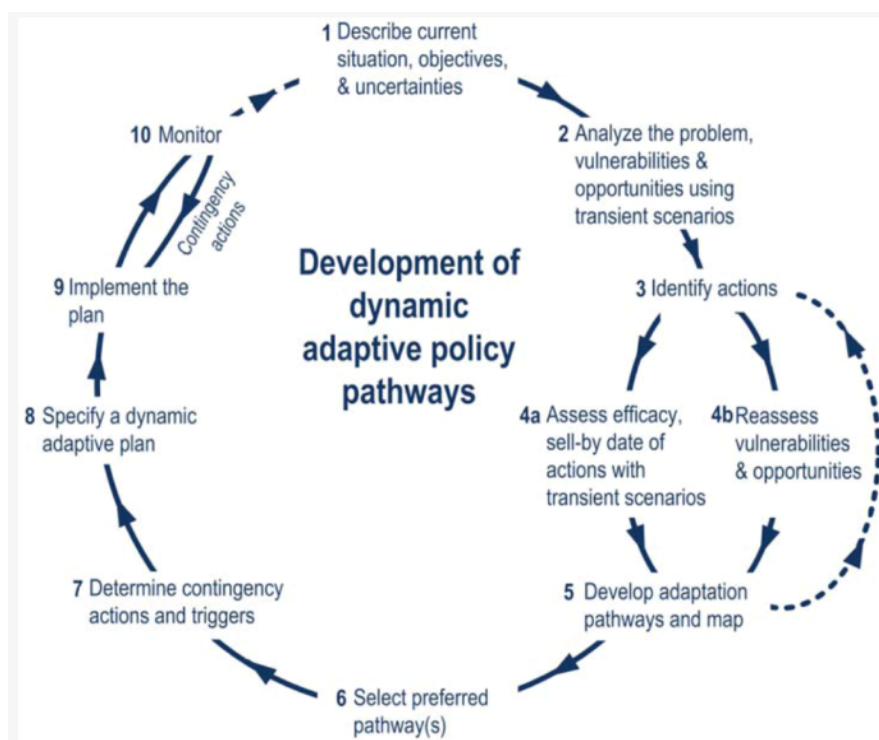 1 Describe current
situation, objectives,
& uncertainties
2 Analyze the problem,
vulnerabilities &
opportunities using
transient scenarios
3 Identify actions
4a Assess efficacy,
sell-by date of
actions with
transient scenarios
4b Reassess
vulnerabilities
& opportunities
5 Develop adaptation
pathways and map
6 Select preferred
pathway(s)
7 Determine contingency
actions and triggers
8 Specify a dynamic
adaptive plan
9 Implement the
plan
10 Monitor
Contingency
actions
Development of
dynamic
adaptive policy
pathways